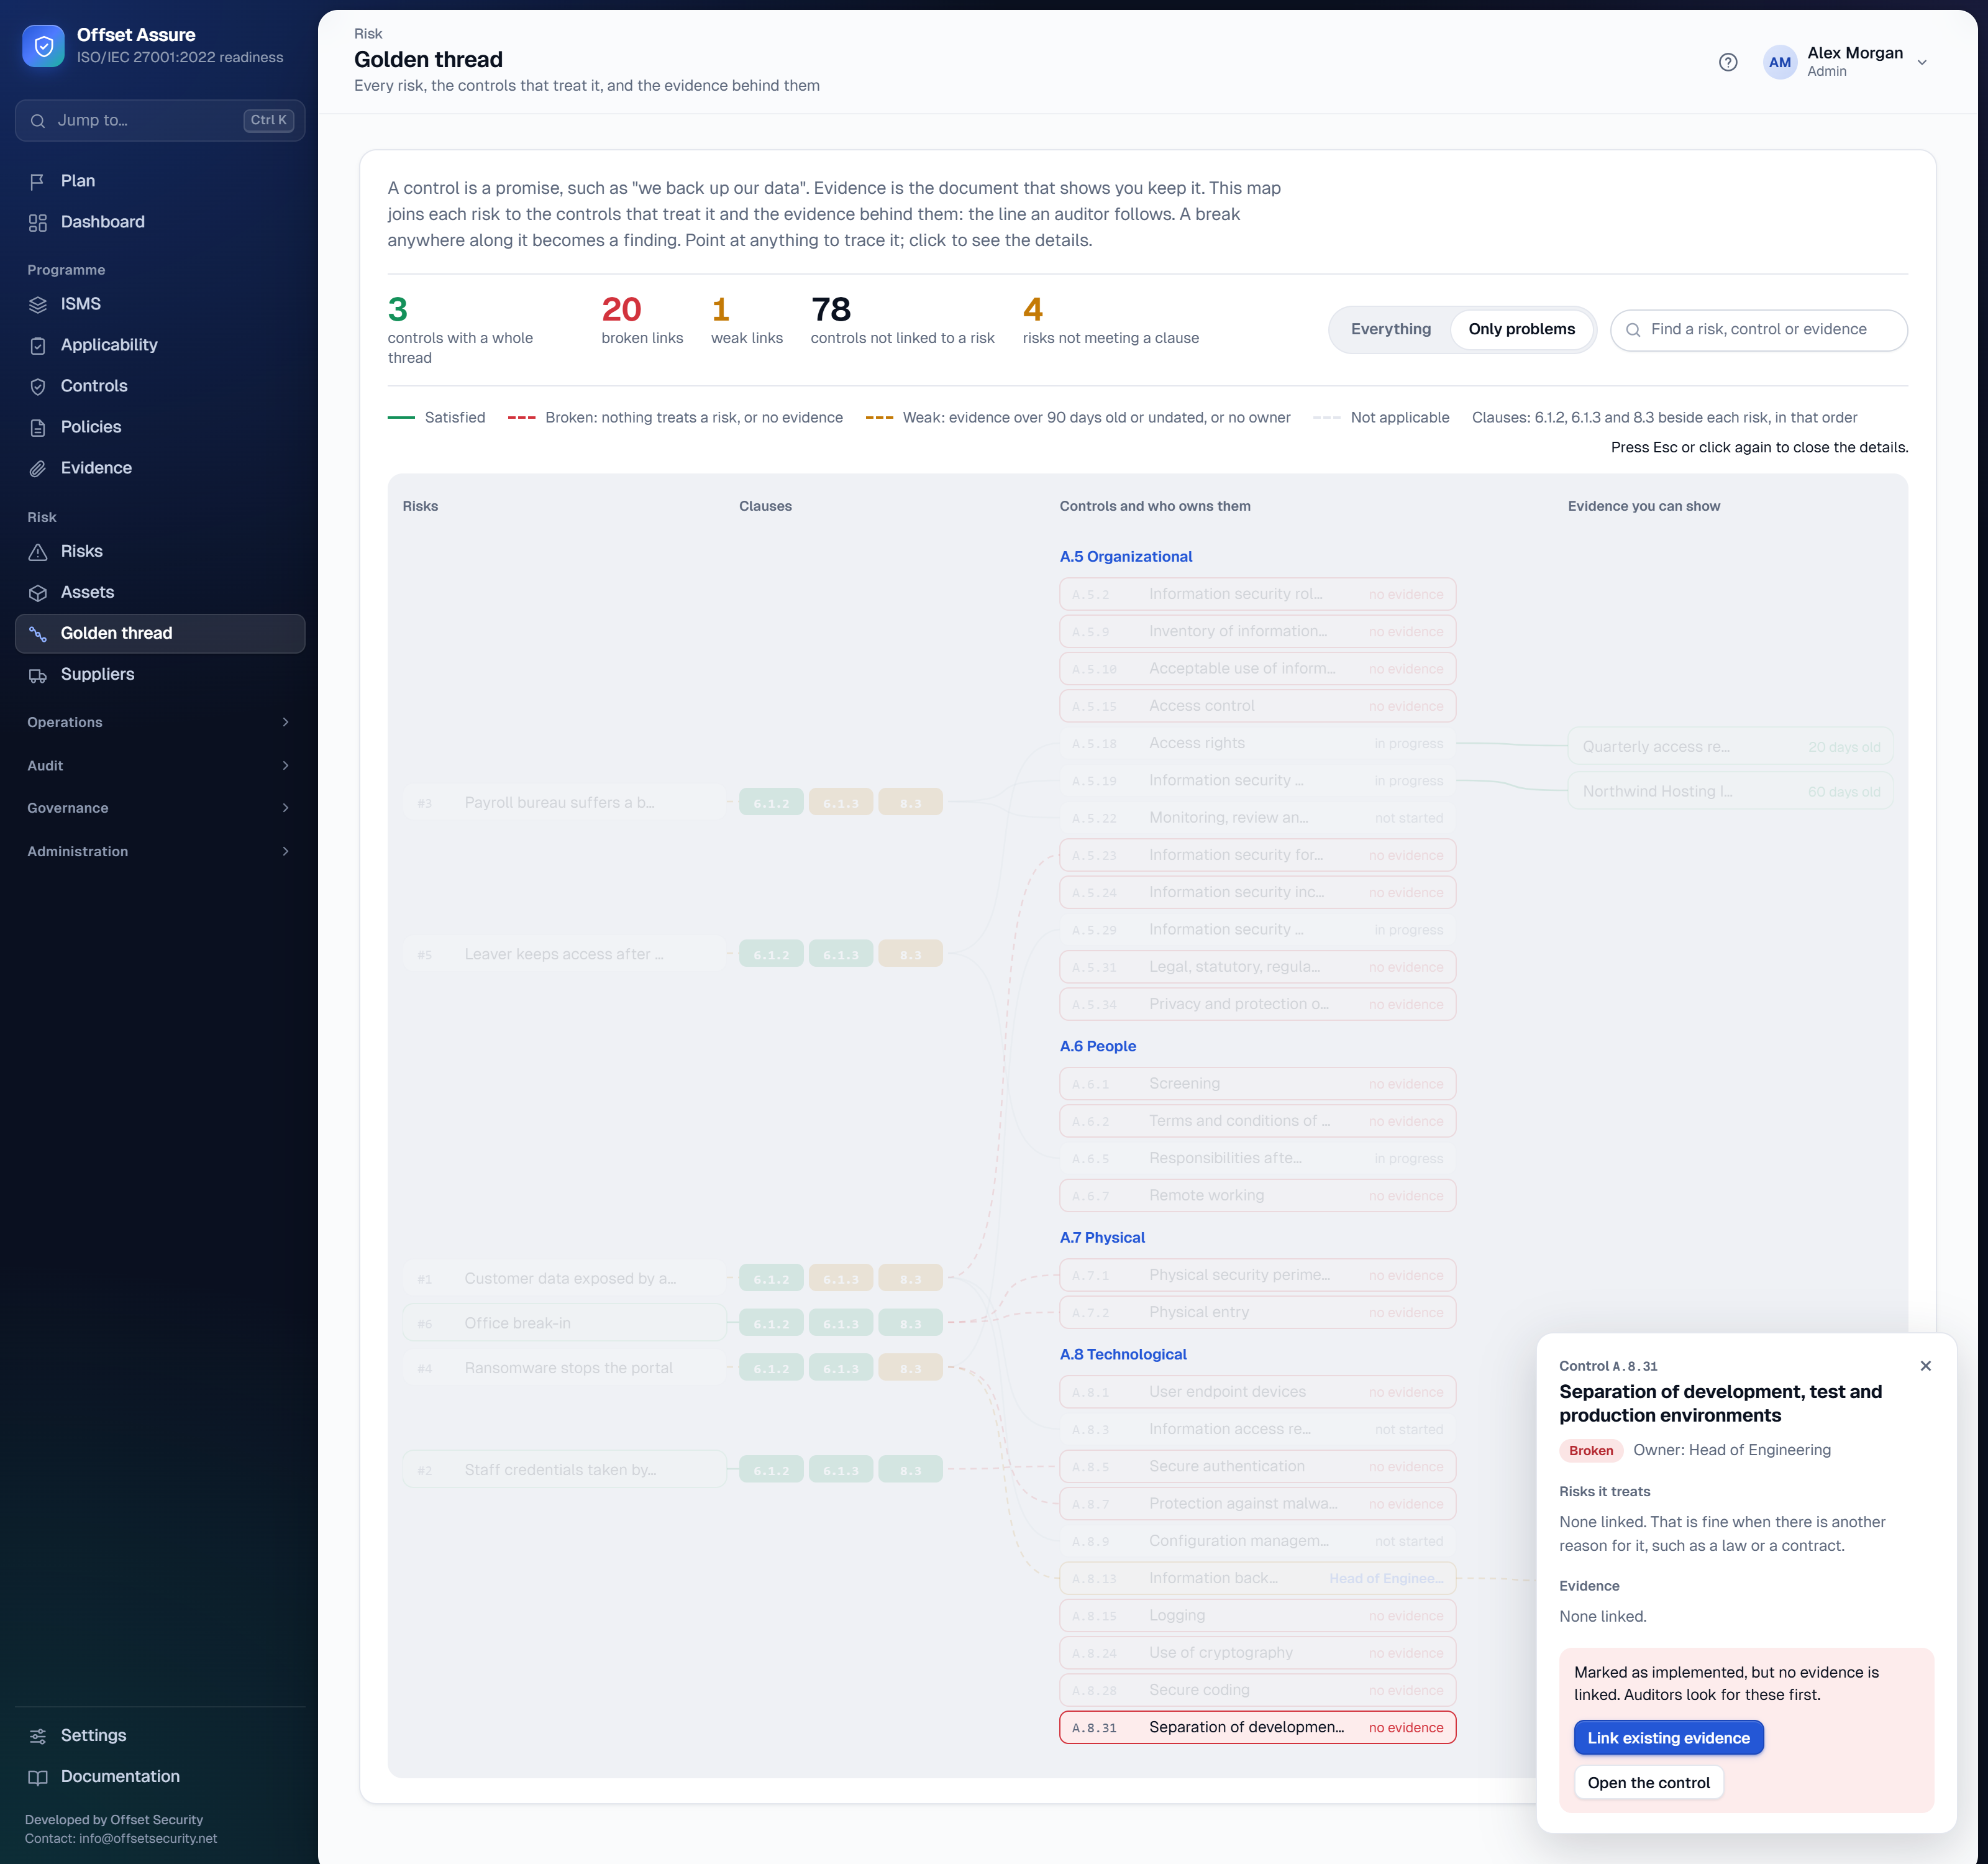 Offset Assure
ISO/IEC 27001:2022 readiness
Jump to...
Ctrl K
Plan
Dashboard
Programme
ISMS
Applicability
Controls
Policies
Evidence
Risk
Risks
Assets
Golden thread
Suppliers
Operations
Audit
Governance
Administration
Settings
Documentation
Developed by Offset Security
Contact: info@offsetsecurity.net
Risk
Golden thread
Every risk, the controls that treat it, and the evidence behind them
AM
Alex Morgan
Admin
A control is a promise, such as "we back up our data". Evidence is the document that shows you keep it. This map
joins each risk to the controls that treat it and the evidence behind them: the line an auditor follows. A break
anywhere along it becomes a finding. Point at anything to trace it; click to see the details.
3
controls with a whole
thread
20
broken links
1
weak links
78
controls not linked to a risk
4
risks not meeting a clause
Everything
Only problems
Find a risk, control or evidence
Satisfied
Broken: nothing treats a risk, or no evidence
Weak: evidence over 90 days old or undated, or no owner
Not applicable
Clauses: 6.1.2, 6.1.3 and 8.3 beside each risk, in that order
Press Esc or click again to close the details.
Risks
Clauses
Controls and who owns them
Evidence you can show
#3 Payroll bureau suffers a b...
6.1.2 6.1.3 8.3
#5 Leaver keeps access after ...
6.1.2 6.1.3 8.3
#1 Customer data exposed by a...
6.1.2 6.1.3 8.3
#6 Office break-in
6.1.2 6.1.3 8.3
#4 Ransomware stops the portal
6.1.2 6.1.3 8.3
#2 Staff credentials taken by...
6.1.2 6.1.3 8.3
A.5 Organizational
A.5.2 Information security rol... no evidence
A.5.9 Inventory of information... no evidence
A.5.10 Acceptable use of inform... no evidence
A.5.15 Access control no evidence
A.5.18 Access rights in progress
A.5.19 Information security ... in progress
A.5.22 Monitoring, review an... not started
A.5.23 Information security for... no evidence
A.5.24 Information security inc... no evidence
A.5.29 Information security ... in progress
A.5.31 Legal, statutory, regula... no evidence
A.5.34 Privacy and protection o... no evidence
A.6 People
A.6.1 Screening no evidence
A.6.2 Terms and conditions of ... no evidence
A.6.5 Responsibilities afte... in progress
A.6.7 Remote working no evidence
A.7 Physical
A.7.1 Physical security perime... no evidence
A.7.2 Physical entry no evidence
A.8 Technological
A.8.1 User endpoint devices no evidence
A.8.3 Information access re... not started
A.8.5 Secure authentication no evidence
A.8.7 Protection against malwa... no evidence
A.8.9 Configuration managem... not started
A.8.13 Information back... Head of Enginee...
A.8.15 Logging no evidence
A.8.24 Use of cryptography no evidence
A.8.28 Secure coding no evidence
A.8.31 Separation of developmen... no evidence
Quarterly access re... 20 days old
Northwind Hosting I... 60 days old
Control A.8.31
Separation of development, test and
production environments
Broken
Owner: Head of Engineering
Risks it treats
None linked. That is fine when there is another
reason for it, such as a law or a contract.
Evidence
None linked.
Marked as implemented, but no evidence is
linked. Auditors look for these first.
Link existing evidence
Open the control